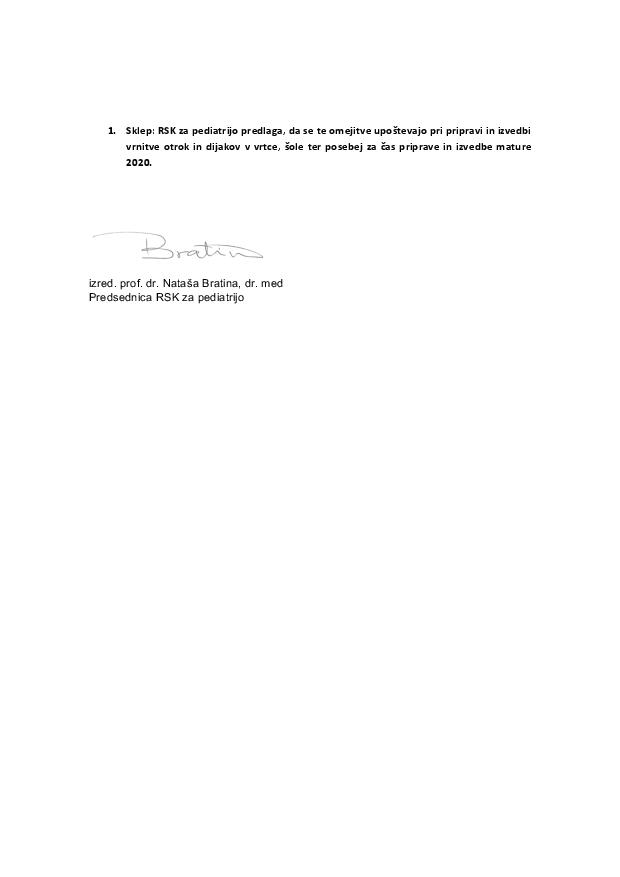 1. Sklep: RSK za pediatrijo predlaga, da se te omejitve upoštevajo pri pripravi in izvedbi
vrnitve otrok in dijakov v vrtce, šole ter posebej za čas priprave in izvedbe mature
2020.
Bratina
izred. prof. dr. Nataša Bratina, dr. med
Predsednica RSK za pediatrijo